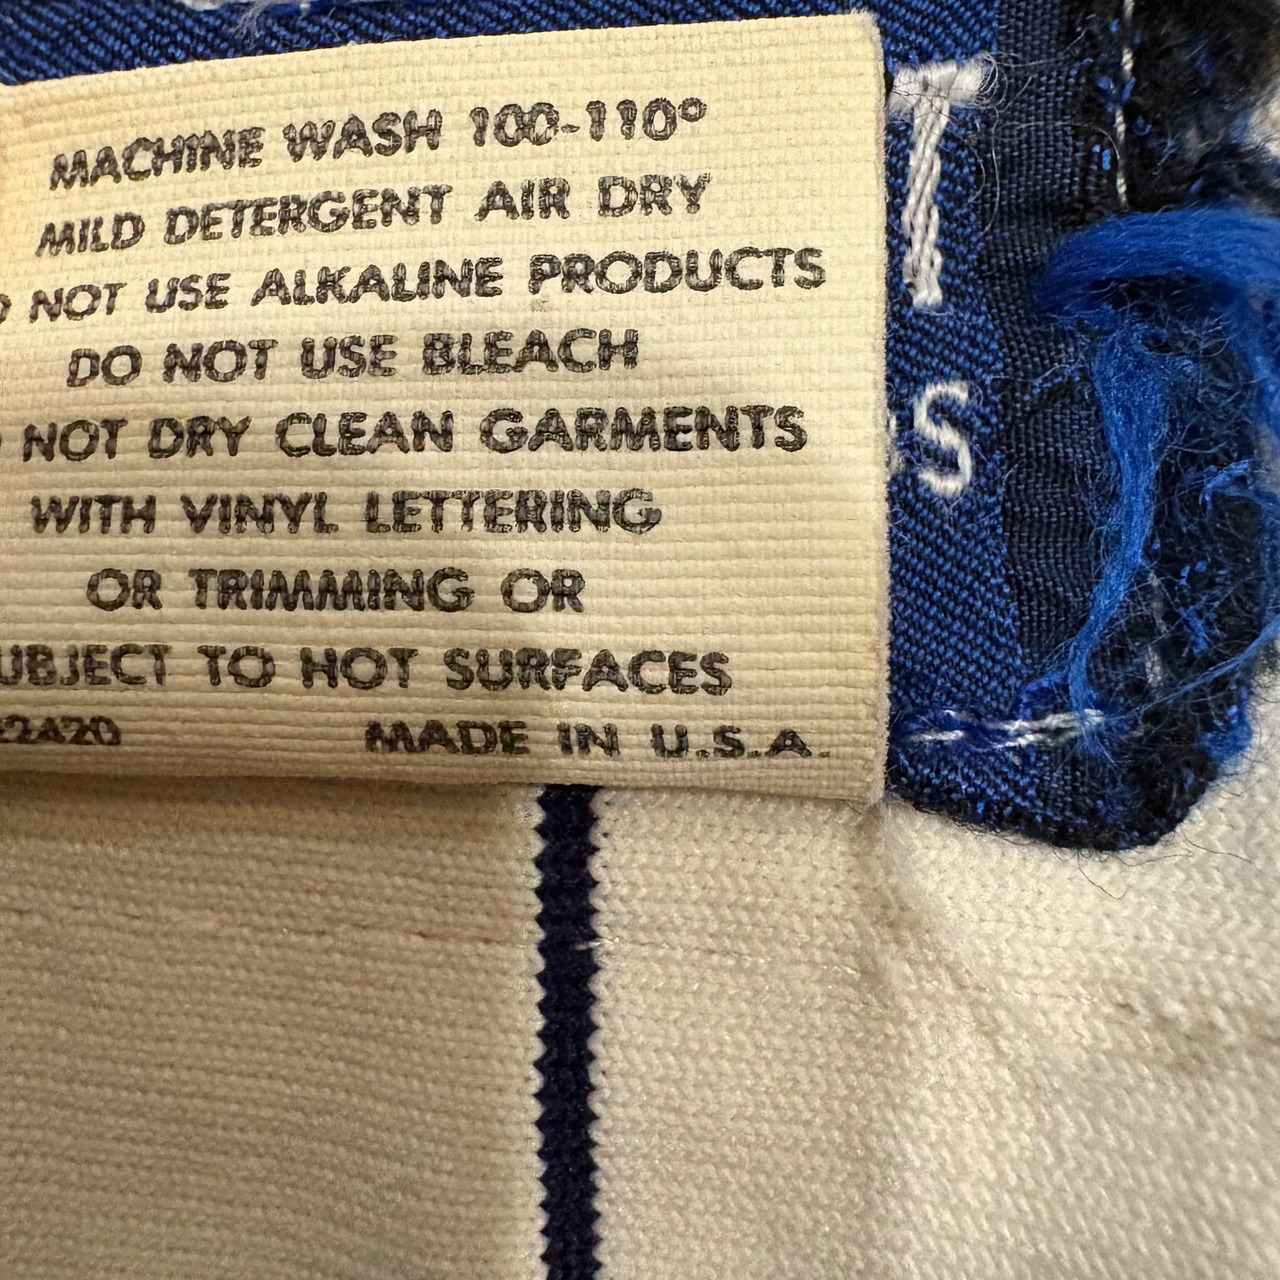 MACHINE WASH 100-110°
MILD DETERGENT AIR DRY
NOT USE ALKALINE PRODUCTS
DO NOT USE BLEACH
NOT DRY CLEAN GARMENTS
WITH VINYL LETTERING
OR TRIMMING OR
UBJECT TO HOT SURFACES
22420 MADE IN U.S.A.
T
S